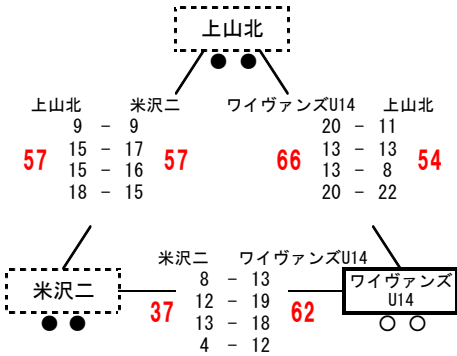 上山北
● ●
上山北 米沢二
9 － 9
15 － 17
15 － 16
18 － 15
57 57
ワイヴァンズU14 上山北
20 － 11
13 － 13
13 － 8
20 － 22
66 54
米沢二 ワイヴァンズU14
8 － 13
12 － 19
13 － 18
4 － 12
37 62
米沢二
● ●
ワイヴァンズ
U14
○ ○